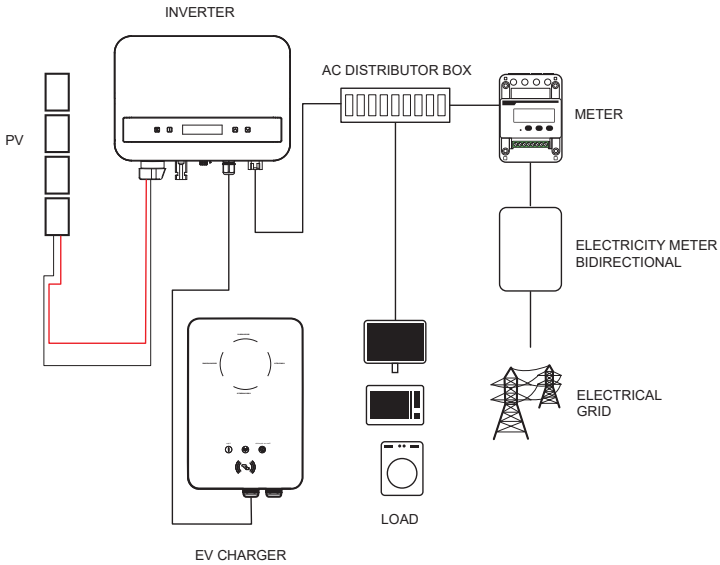 INVERTER
AC DISTRIBUTOR BOX
METER
PV
ELECTRICITY METER
BIDIRECTIONAL
ELECTRICAL
GRID
LOAD
EV CHARGER